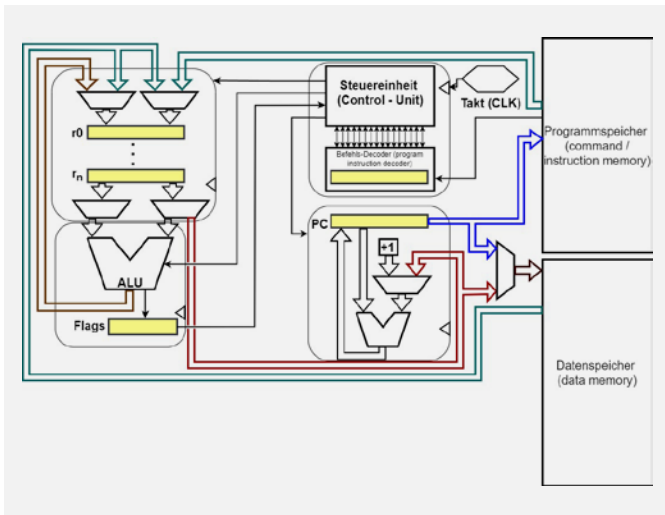 Steuereinheit
(Control - Unit)
Takt (CLK)
Programmspeicher
(command /
instruction memory)
r0
rn
Befehls-Decoder (program
instruction decoder)
PC
+1
ALU
Flags
Datenspeicher
(data memory)